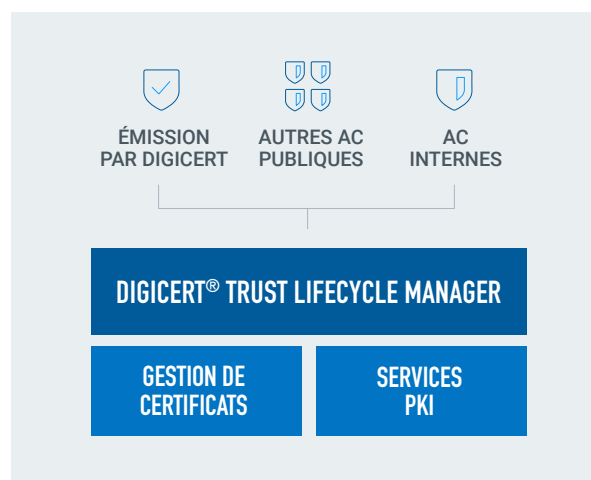 ÉMISSION
PAR DIGICERT
AUTRES AC
PUBLIQUES
AC
INTERNES
DIGICERT® TRUST LIFECYCLE MANAGER
GESTION DE
CERTIFICATS
SERVICES
PKI